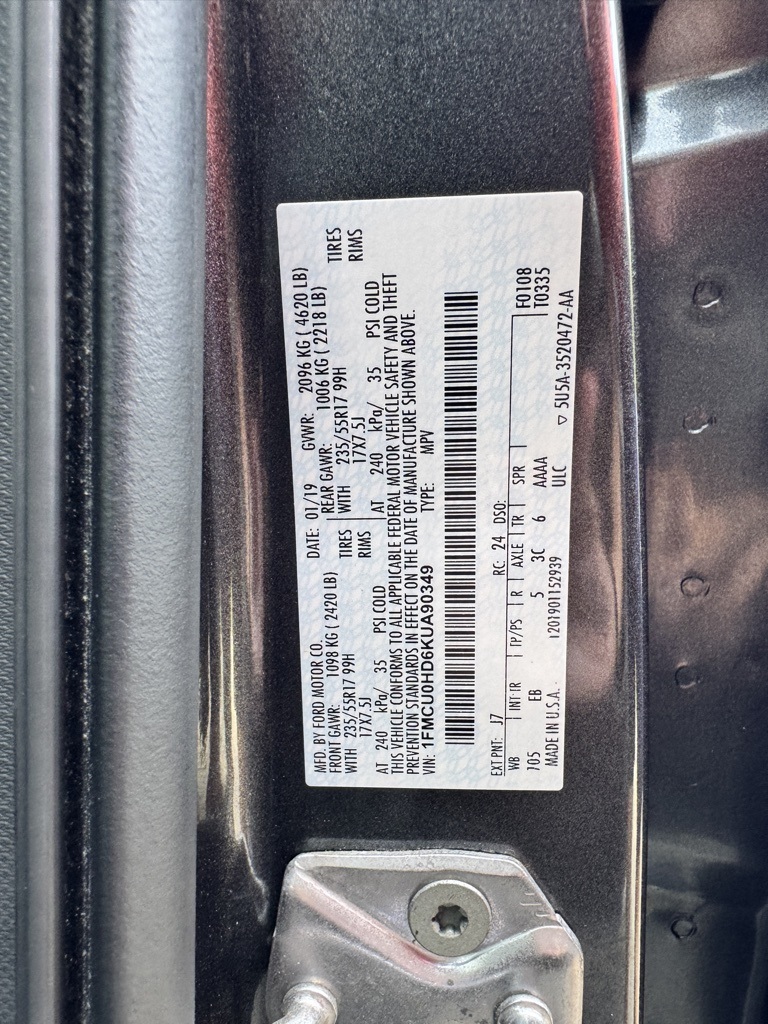 MFD. BY FORD MOTOR CO.
DATE: 01/19 GVWR: 2096 KG ( 4620 LB)
FRONT GAWR: 1098 KG ( 2420 LB)
REAR GAWR: 1006 KG ( 2218 LB)
WITH 235/55R17 99H TIRES
WITH 235/55R17 99H TIRES
17X7.5J RIMS
17X7.5J RIMS
AT 240 kPa/ 35 PSI COLD
AT 240 kPa/ 35 PSI COLD
THIS VEHICLE CONFORMS TO ALL APPLICABLE FEDERAL MOTOR VEHICLE SAFETY AND THEFT
PREVENTION STANDARDS IN EFFECT ON THE DATE OF MANUFACTURE SHOWN ABOVE.
VIN: 1FMCU0HD6KUA90349 TYPE: MPV
EXT PNT: J7 RC: 24 DSO: F0108
WB INT TR TP/PS R AXLE TR SPR T0335
105 EB 5 3C 6 AAAA
MADE IN U.S.A. 1201901152939 ULC ▽ 5U5A-3520472-AA